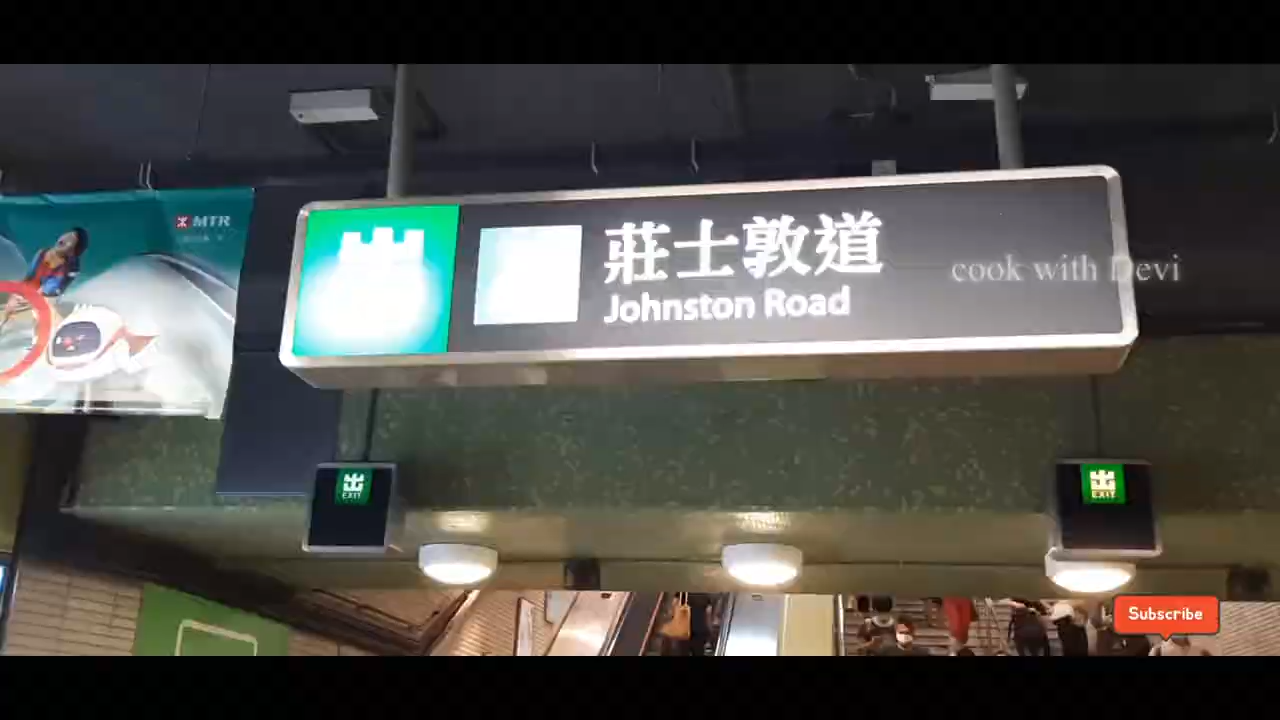 MTR
莊士敦道
Johnston Road
cook with Devi
出
EXIT
出
EXIT
Subscribe